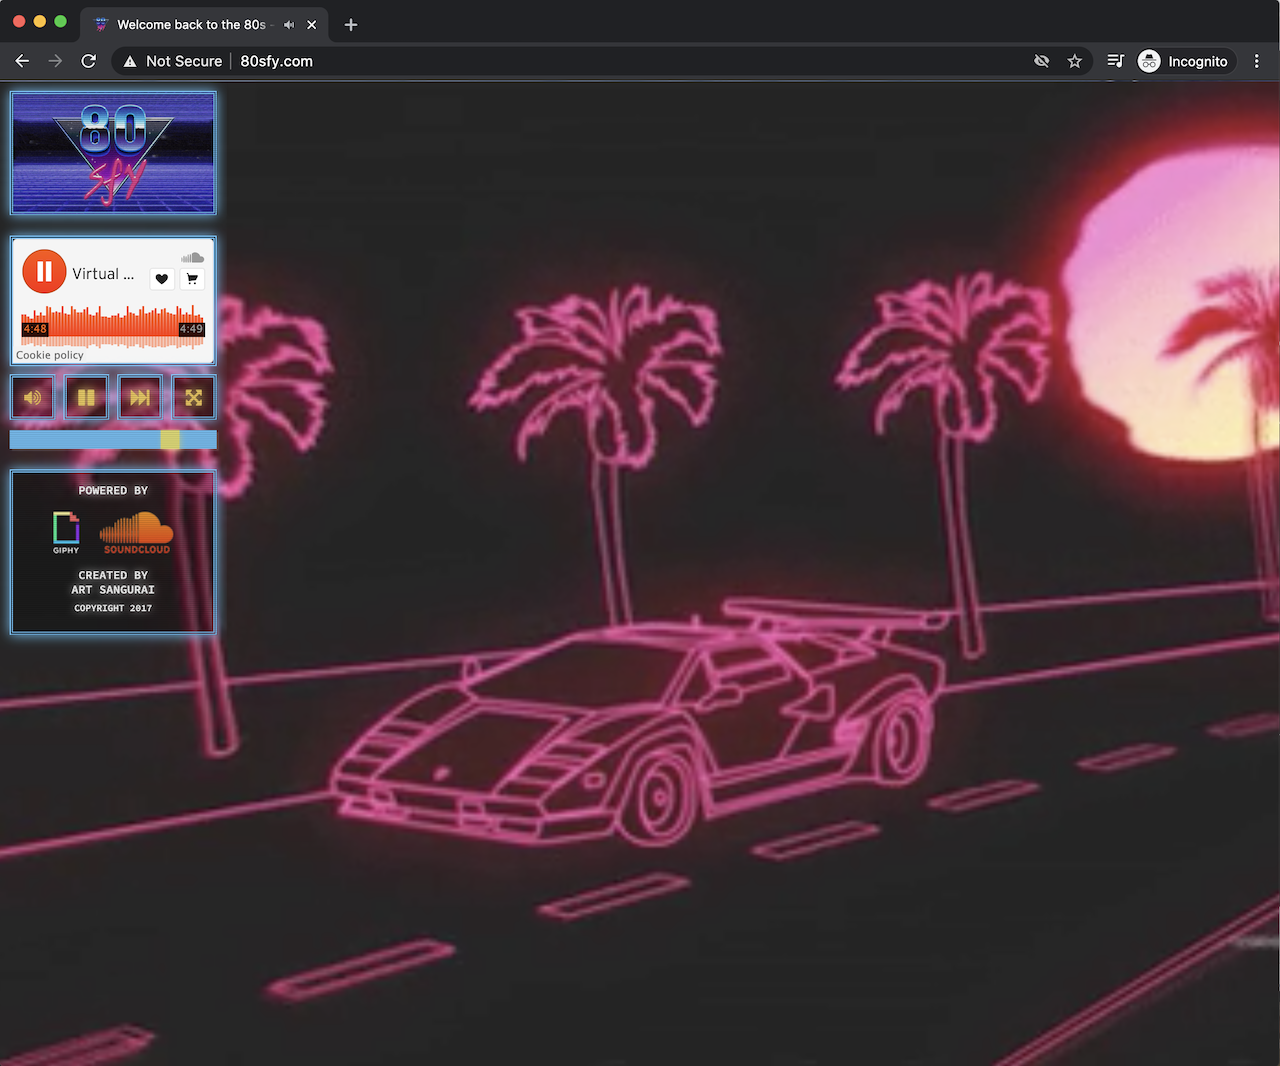 Welcome back to the 80s -
Not Secure
80sfy.com
Incognito
80
sfy
Virtual ...
4:48
4:49
Cookie policy
POWERED BY
GIPHY
SOUNDCLOUD
CREATED BY
ART SANGURAI
COPYRIGHT 2017